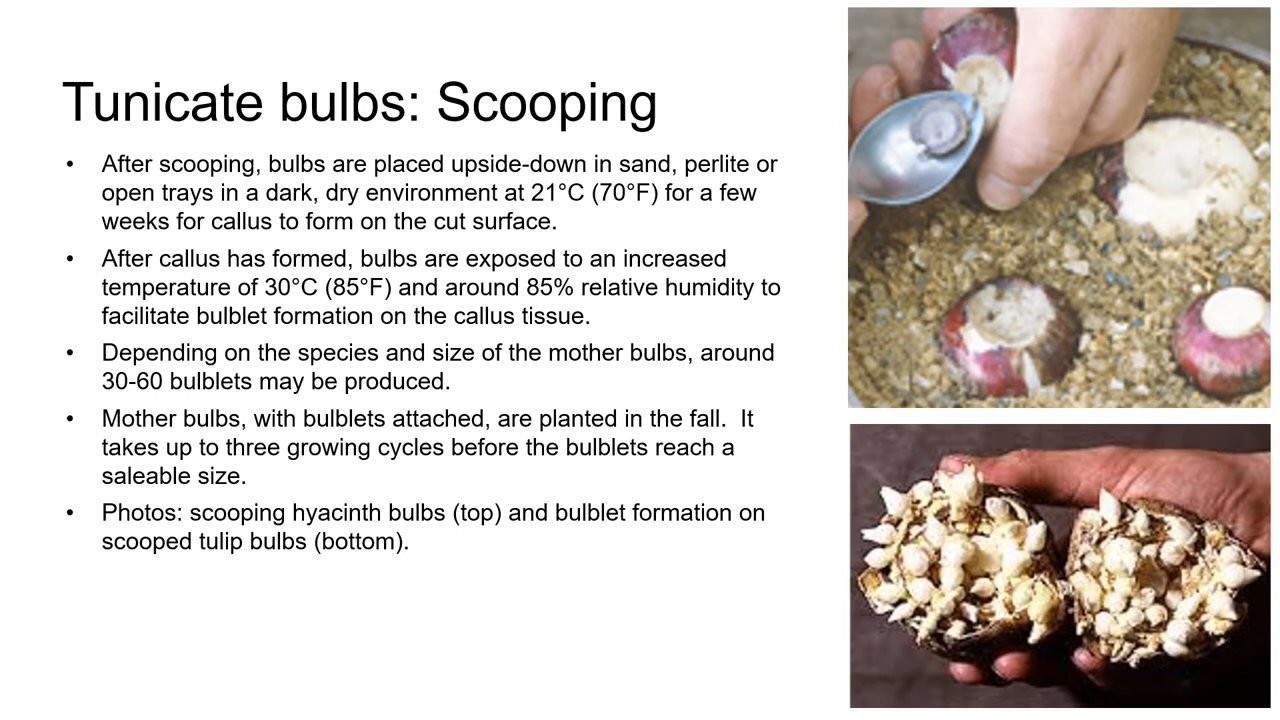 Tunicate bulbs: Scooping
• After scooping, bulbs are placed upside-down in sand, perlite or
open trays in a dark, dry environment at 21°C (70°F) for a few
weeks for callus to form on the cut surface.
• After callus has formed, bulbs are exposed to an increased
temperature of 30°C (85°F) and around 85% relative humidity to
facilitate bulblet formation on the callus tissue.
• Depending on the species and size of the mother bulbs, around
30-60 bulblets may be produced.
• Mother bulbs, with bulblets attached, are planted in the fall.  It
takes up to three growing cycles before the bulblets reach a
saleable size.
• Photos: scooping hyacinth bulbs (top) and bulblet formation on
scooped tulip bulbs (bottom).